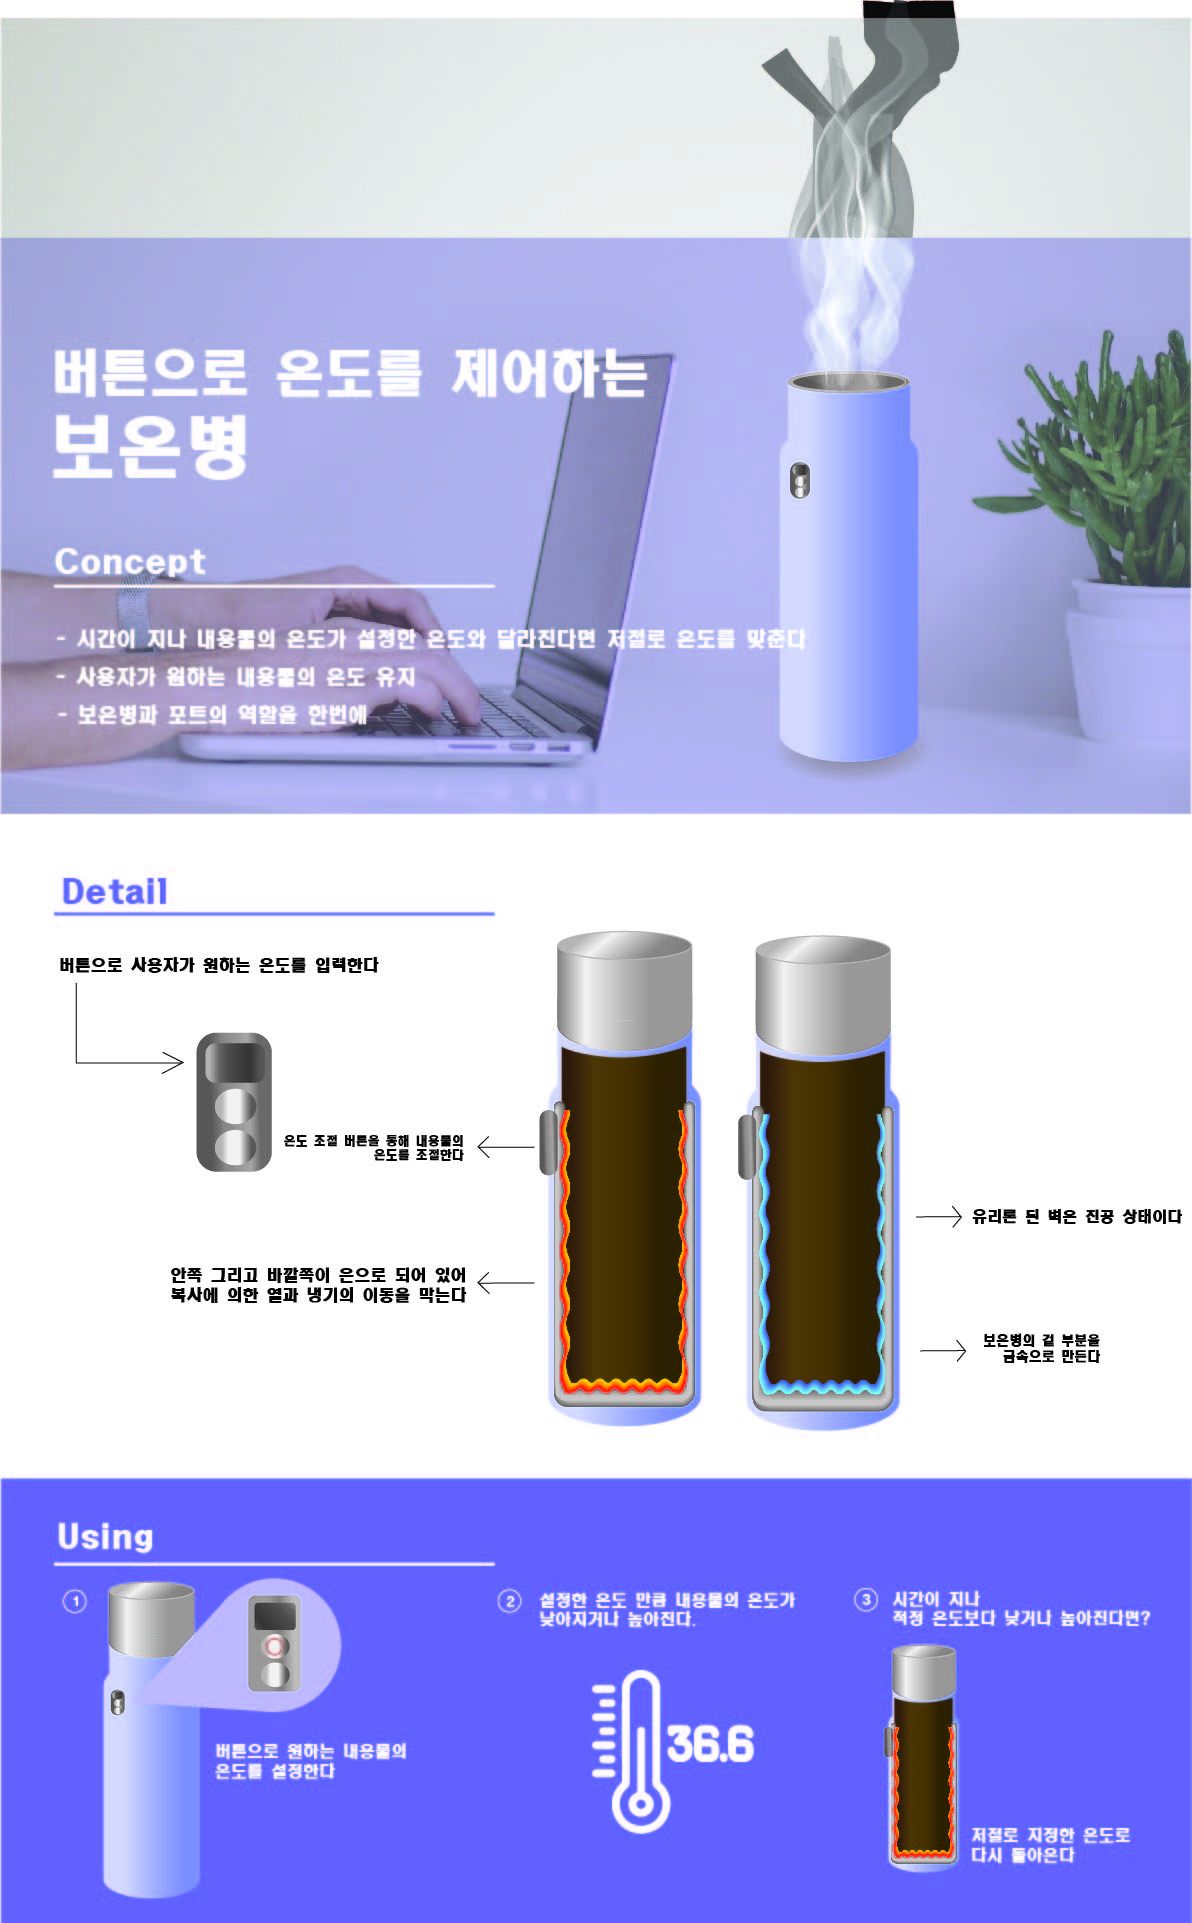 버튼으로 온도를 제어하는
보온병
Concept
- 시간이 지나 내용물의 온도가 설정한 온도와 달라진다면 저절로 온도를 맞춘다
- 사용자가 원하는 내용물의 온도 유지
- 보온병과 포트의 역할을 한번에
Detail
버튼으로 사용자가 원하는 온도를 입력한다
온도 조절 버튼을 통해 내용물의
온도를 조절한다
유리론 된 벽은 진공 상태이다
안쪽 그리고 바깥쪽이 은으로 되어 있어
복사에 의한 열과 냉기의 이동을 막는다
보온병의 겉 부분을
금속으로 만든다
Using
1
버튼으로 원하는 내용물의
온도를 설정한다
2 설정한 온도 만큼 내용물의 온도가
낮아지거나 높아진다.
36.6
3 시간이 지나
적정 온도보다 낮거나 높아진다면?
저절로 지정한 온도로
다시 돌아온다